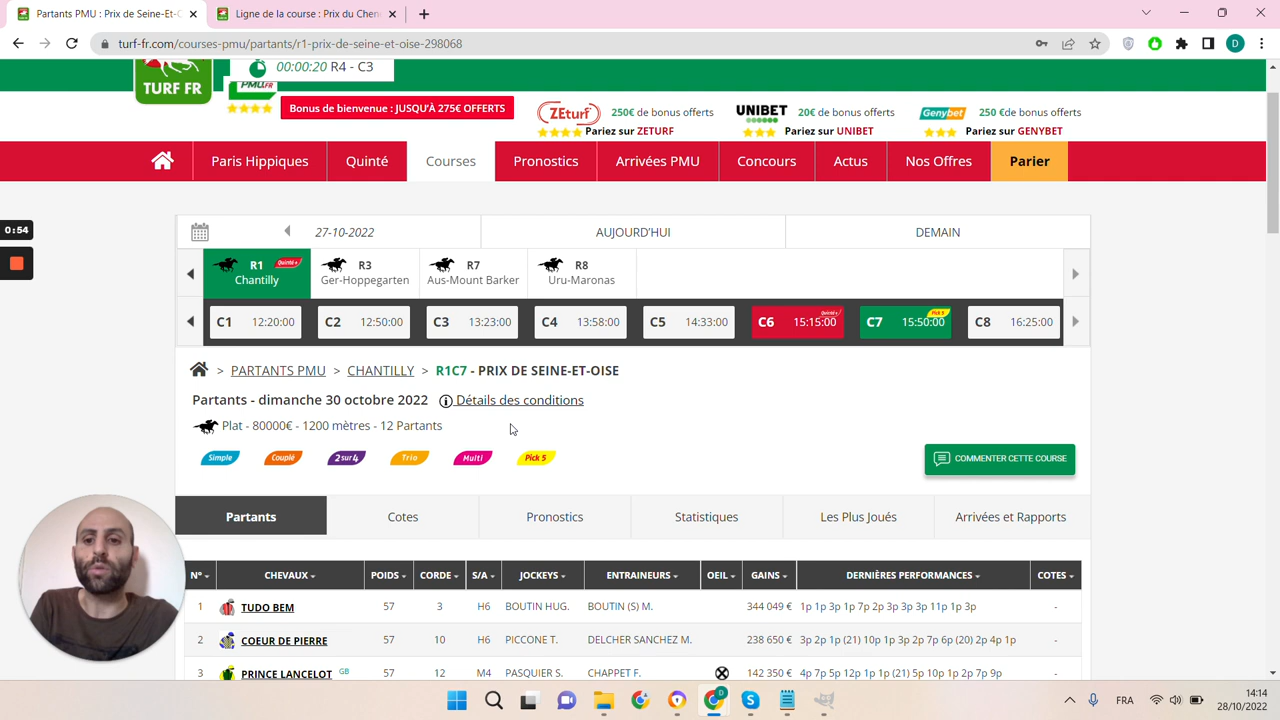 Partants PMU : Prix de Seine-Et-O
Ligne de la course : Prix du Chen
turf-fr.com/courses-pmu/partants/r1-prix-de-seine-et-oise-298068
D
TURF FR
00:00:20 R4 - C3
PMU.FR
Bonus de bienvenue : JUSQU'À 275€ OFFERTS
ZEturf
250€ de bonus offerts
Pariez sur ZETURF
UNIBET
20€ de bonus offerts
Pariez sur UNIBET
Genybet
250 €de bonus offerts
Pariez sur GENYBET
Paris Hippiques
Quinté
Courses
Pronostics
Arrivées PMU
Concours
Actus
Nos Offres
Parier
0:54
27-10-2022
AUJOURD'HUI
DEMAIN
R1 Quinté+
Chantilly
R3
Ger-Hoppegarten
R7
Aus-Mount Barker
R8
Uru-Maronas
C1 12:20:00
C2 12:50:00
C3 13:23:00
C4 13:58:00
C5 14:33:00
C6 15:15:00 Quinté+
C7 15:50:00 Pick 5
C8 16:25:00
> PARTANTS PMU > CHANTILLY > R1C7 - PRIX DE SEINE-ET-OISE
Partants - dimanche 30 octobre 2022 Détails des conditions
Plat - 80000€ - 1200 mètres - 12 Partants
Simple Couplé 2sur4 Trio Multi Pick 5
COMMENTER CETTE COURSE
Partants Cotes Pronostics Statistiques Les Plus Joués Arrivées et Rapports
N° CHEVAUX POIDS CORDE S/A JOCKEYS ENTRAINEURS OEIL GAINS DERNIÈRES PERFORMANCES COTES
1 TUDO BEM 57 3 H6 BOUTIN HUG. BOUTIN (S) M. 344 049 € 1p 1p 3p 1p 7p 2p 3p 3p 3p 11p 1p 3p -
2 COEUR DE PIERRE 57 10 H6 PICCONE T. DELCHER SANCHEZ M. 238 650 € 3p 2p 1p (21) 10p 1p 3p 2p 7p 6p (20) 2p 4p 1p -
3 PRINCE LANCELOT GB 57 12 M4 PASQUIER S. CHAPPET F. 142 350 € 4p 7p 5p 12p 1p 1p (21) 5p 10p 1p 2p 7p 9p -
FRA
14:14
28/10/2022